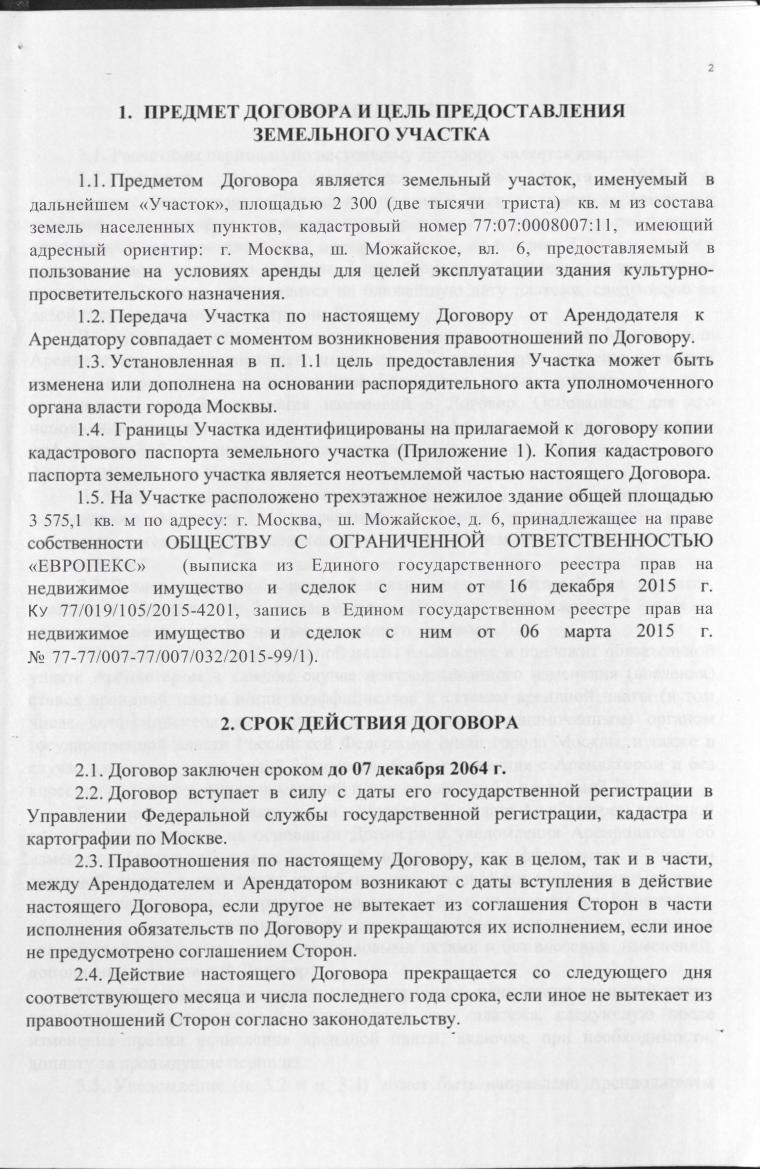 2
1. ПРЕДМЕТ ДОГОВОРА И ЦЕЛЬ ПРЕДОСТАВЛЕНИЯ
ЗЕМЕЛЬНОГО УЧАСТКА
1.1. Предметом Договора является земельный участок, именуемый в
дальнейшем «Участок», площадью 2 300 (две тысячи триста) кв. м из состава
земель населенных пунктов, кадастровый номер 77:07:0008007:11, имеющий
адресный ориентир: г. Москва, ш. Можайское, вл. 6, предоставляемый в
пользование на условиях аренды для целей эксплуатации здания культурно-
просветительского назначения.
1.2. Передача Участка по настоящему Договору от Арендодателя к
Арендатору совпадает с моментом возникновения правоотношений по Договору.
1.3. Установленная в п. 1.1 цель предоставления Участка может быть
изменена или дополнена на основании распорядительного акта уполномоченного
органа власти города Москвы.
1.4. Границы Участка идентифицированы на прилагаемой к договору копии
кадастрового паспорта земельного участка (Приложение 1). Копия кадастрового
паспорта земельного участка является неотъемлемой частью настоящего Договора.
1.5. На Участке расположено трехэтажное нежилое здание общей площадью
3 575,1 кв. м по адресу: г. Москва, ш. Можайское, д. 6, принадлежащее на праве
собственности ОБЩЕСТВУ С ОГРАНИЧЕННОЙ ОТВЕТСТВЕННОСТЬЮ
«ЕВРОПЕКС» (выписка из Единого государственного реестра прав на
недвижимое имущество и сделок с ним от 16 декабря 2015 г.
КУ 77/019/105/2015-4201, запись в Едином государственном реестре прав на
недвижимое имущество и сделок с ним от 06 марта 2015 г.
№ 77-77/007-77/007/032/2015-99/1).
2. СРОК ДЕЙСТВИЯ ДОГОВОРА
2.1. Договор заключен сроком до 07 декабря 2064 г.
2.2. Договор вступает в силу с даты его государственной регистрации в
Управлении Федеральной службы государственной регистрации, кадастра и
картографии по Москве.
2.3. Правоотношения по настоящему Договору, как в целом, так и в части,
между Арендодателем и Арендатором возникают с даты вступления в действие
настоящего Договора, если другое не вытекает из соглашения Сторон в части
исполнения обязательств по Договору и прекращаются их исполнением, если иное
не предусмотрено соглашением Сторон.
2.4. Действие настоящего Договора прекращается со следующего дня
соответствующего месяца и числа последнего года срока, если иное не вытекает из
правоотношений Сторон согласно законодательству.